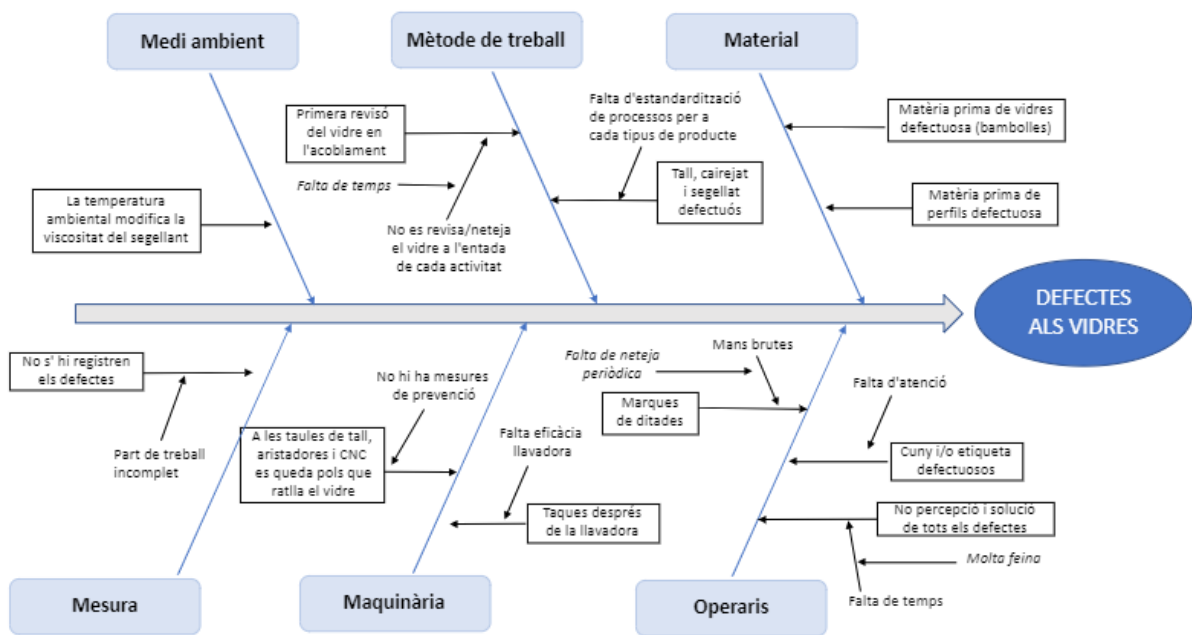 Medi ambient
Mètode de treball
Material
Primera revisó
del vidre en
l'acoblament
Falta d'estandardització
de processos per a
cada tipus de producte
Matèria prima de vidres
defectuosa (bambolles)
Falta de temps
Tall, cairejat
i segellat
defectuós
La temperatura
ambiental modifica la
viscositat del segellant
Matèria prima de
perfils defectuosa
No es revisa/neteja
el vidre a l'entada
de cada activitat
DEFECTES
ALS VIDRES
No s' hi registren
els defectes
Part de treball
incomplet
No hi ha mesures
de prevenció
A les taules de tall,
aristadores i CNC
es queda pols que
ratlla el vidre
Falta eficàcia
llavadora
Taques després
de la llavadora
Falta de neteja
periòdica
Mans brutes
Marques
de ditades
Falta d'atenció
Cuny i/o etiqueta
defectuosos
No percepció i solució
de tots els defectes
Molta feina
Falta de temps
Mesura
Maquinària
Operaris